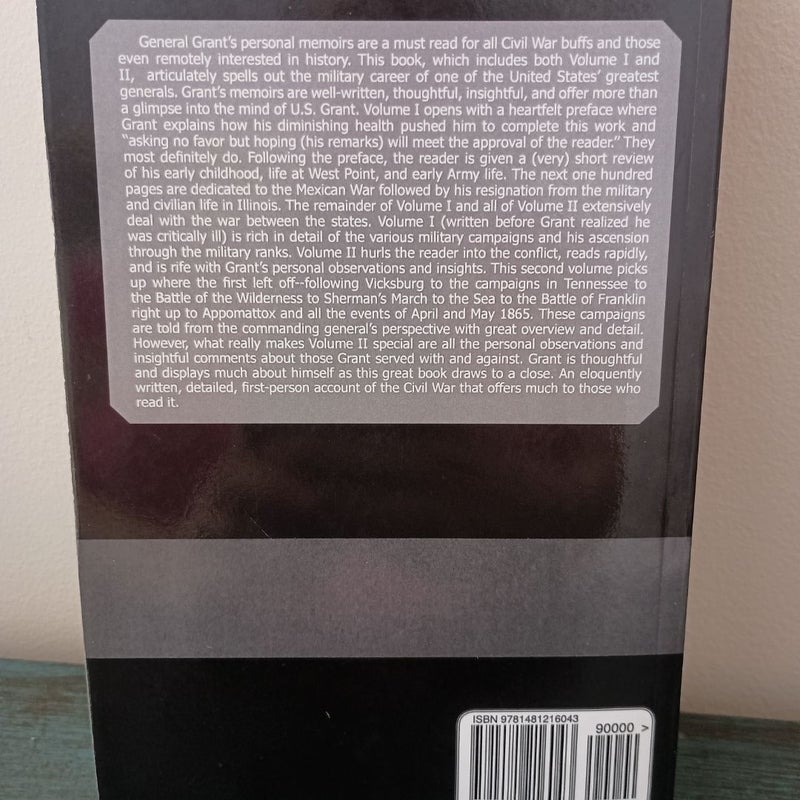 General Grant's personal memoirs are a must read for all Civil War buffs and those
even remotely interested in history. This book, which includes both Volume I and
II, articulately spells out the military career of one of the United States' greatest
generals. Grant's memoirs are well-written, thoughtful, insightful, and offer more than
a glimpse into the mind of U.S. Grant. Volume I opens with a heartfelt preface where
Grant explains how his diminishing health pushed him to complete this work and
“asking no favor but hoping (his remarks) will meet the approval of the reader.” They
most definitely do. Following the preface, the reader is given a (very) short review
of his early childhood, life at West Point, and early Army life. The next one hundred
pages are dedicated to the Mexican War followed by his resignation from the military
and civilian life in Illinois. The remainder of Volume I and all of Volume II extensively
deal with the war between the states. Volume I (written before Grant realized he
was critically ill) is rich in detail of the various military campaigns and his ascension
through the military ranks. Volume II hurls the reader into the conflict, reads rapidly,
and is rife with Grant's personal observations and insights. This second volume picks
up where the first left off--following Vicksburg to the campaigns in Tennessee to
the Battle of the Wilderness to Sherman's March to the Sea to the Battle of Franklin
right up to Appomattox and all the events of April and May 1865. These campaigns
are told from the commanding general's perspective with great overview and detail.
However, what really makes Volume II special are all the personal observations and
insightful comments about those Grant served with and against. Grant is thoughtful
and displays much about himself as this great book draws to a close. An eloquently
written, detailed, first-person account of the Civil War that offers much to those who
read it.
ISBN 9781481216043
90000 >